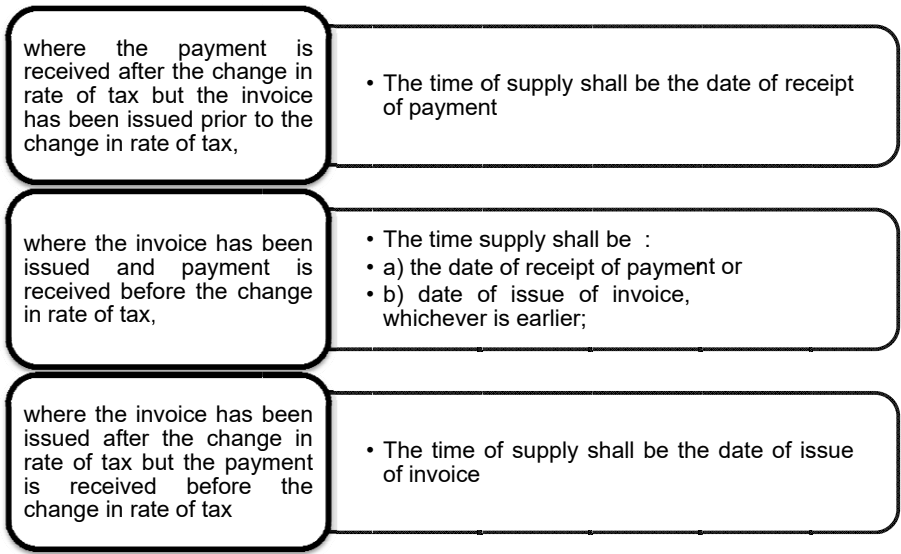 where the payment is
received after the change in
rate of tax but the invoice
has been issued prior to the
change in rate of tax,
• The time of supply shall be the date of receipt
of payment
where the invoice has been
issued and payment is
received before the change
in rate of tax,
• The time supply shall be :
• a) the date of receipt of payment or
• b) date of issue of invoice,
whichever is earlier;
where the invoice has been
issued after the change in
rate of tax but the payment
is received before the
change in rate of tax
• The time of supply shall be the date of issue
of invoice